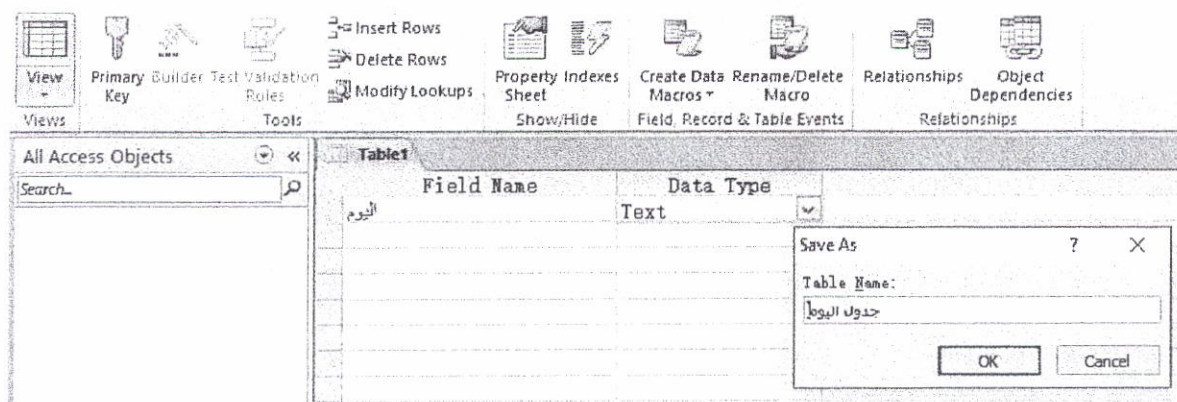 Insert Rows
Delete Rows
Modify Lookups
View
Primary Key
Builder
Test Validation Rules
Property Sheet
Indexes
Create Data Macros
Rename/Delete Macro
Relationships
Object Dependencies
Views
Tools
Show/Hide
Field, Record & Table Events
Relationships
All Access Objects
Table1
Search...
Field Name
Data Type
اليوم
Text
Save As
Table Name:
جدول اليوم
OK
Cancel